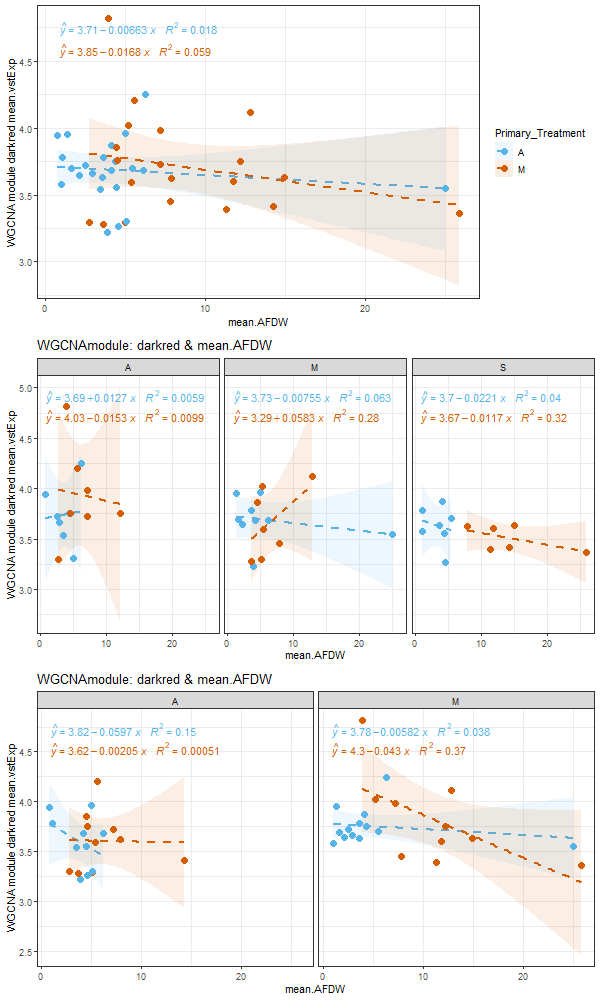 ŷ = 3.71 − 0.00663 x   R² = 0.018
ŷ = 3.85 − 0.0168 x   R² = 0.059
WGCNA module darkred mean.vstExp
4.5
4.0
3.5
3.0
0
10
20
mean.AFDW
Primary_Treatment
A
M
WGCNAmodule: darkred & mean.AFDW
A
M
S
ŷ = 3.69 + 0.0127 x   R² = 0.0059
ŷ = 4.03 − 0.0153 x   R² = 0.0099
ŷ = 3.73 − 0.00755 x   R² = 0.063
ŷ = 3.29 + 0.0583 x   R² = 0.28
ŷ = 3.7 − 0.0221 x   R² = 0.04
ŷ = 3.67 − 0.0117 x   R² = 0.32
WGCNA module darkred mean.vstExp
5.0
4.5
4.0
3.5
3.0
0
10
20
0
10
20
0
10
20
mean.AFDW
WGCNAmodule: darkred & mean.AFDW
A
M
ŷ = 3.82 − 0.0597 x   R² = 0.15
ŷ = 3.62 − 0.00205 x   R² = 0.00051
ŷ = 3.78 − 0.00582 x   R² = 0.038
ŷ = 4.3 − 0.043 x   R² = 0.37
WGCNA module darkred mean.vstExp
4.5
4.0
3.5
3.0
2.5
0
10
20
0
10
20
mean.AFDW